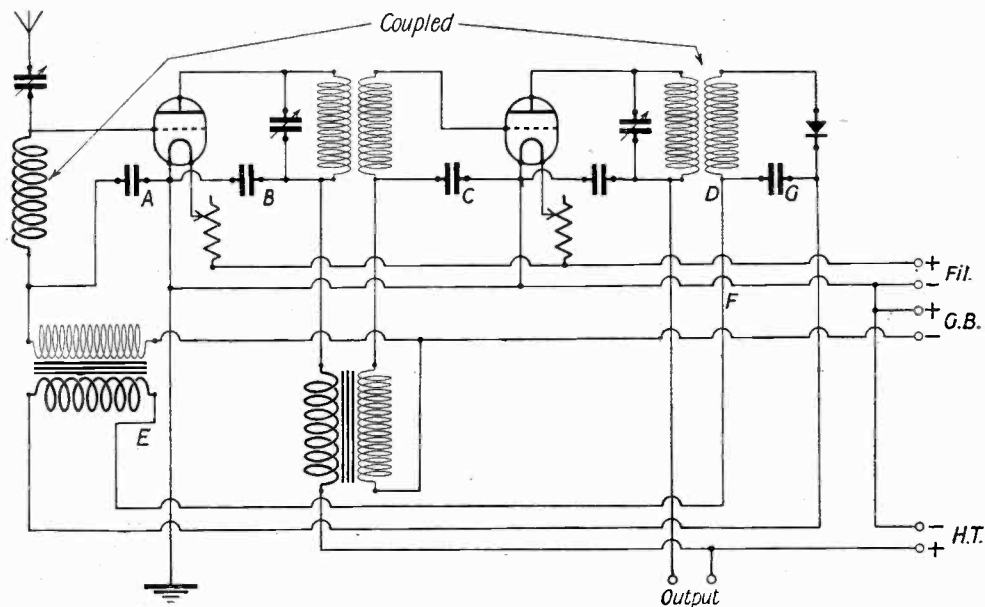 Coupled
A
B
C
D
G
+
- Fil.
F
+
- G.B.
E
-
+ H.T.
Output